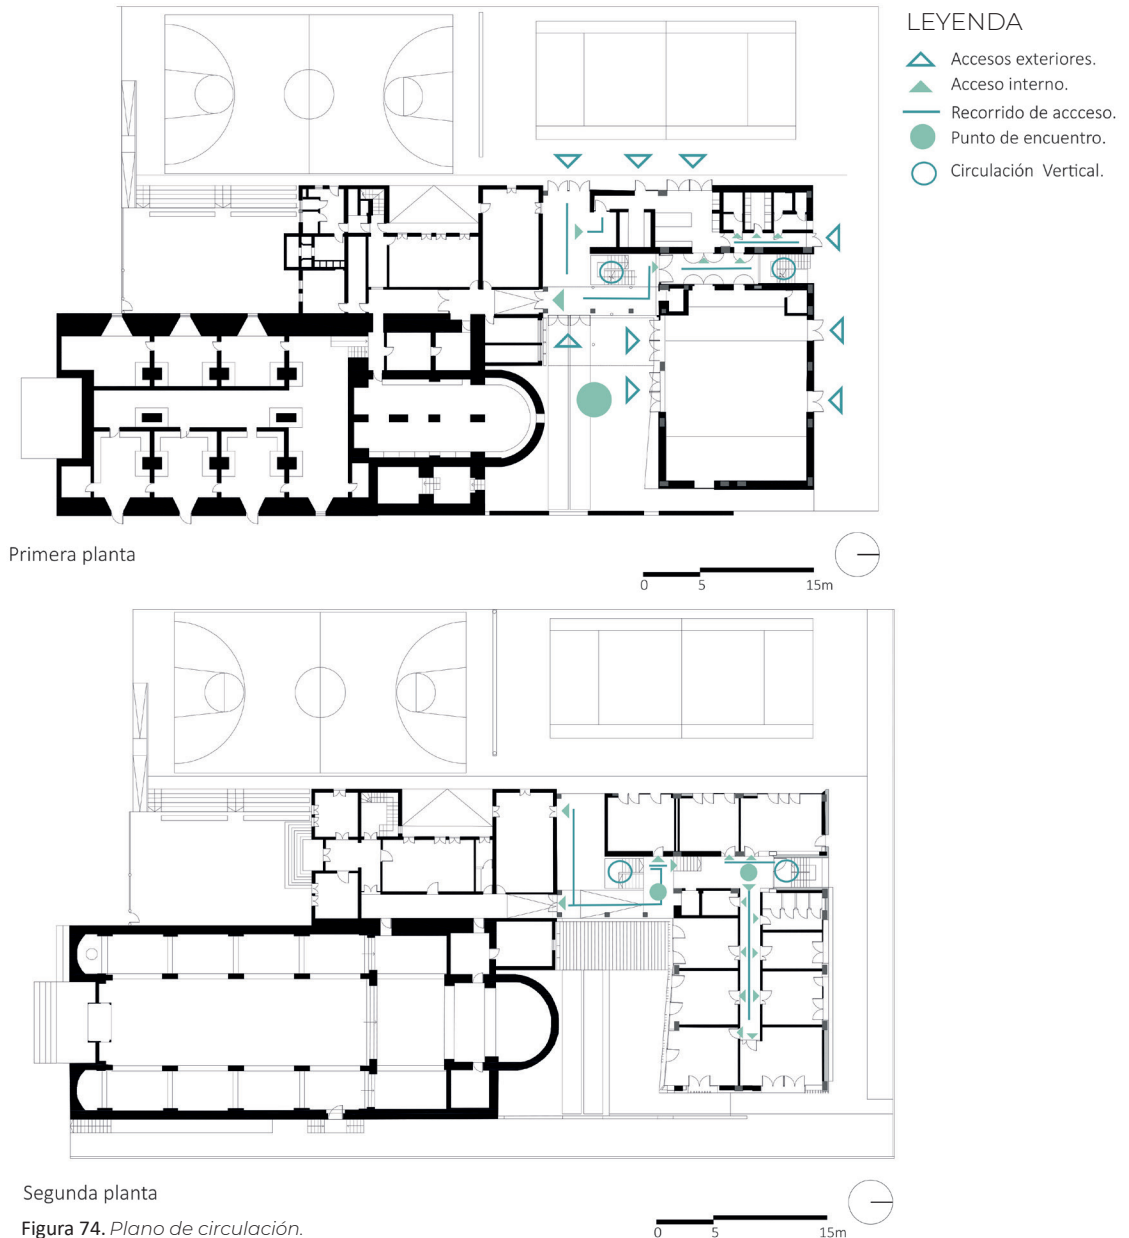 LEYENDA
Accesos exteriores.
Acceso interno.
Recorrido de accceso.
Punto de encuentro.
Circulación Vertical.
Primera planta
0 5 15m
Segunda planta
Figura 74. Plano de circulación.
0 5 15m